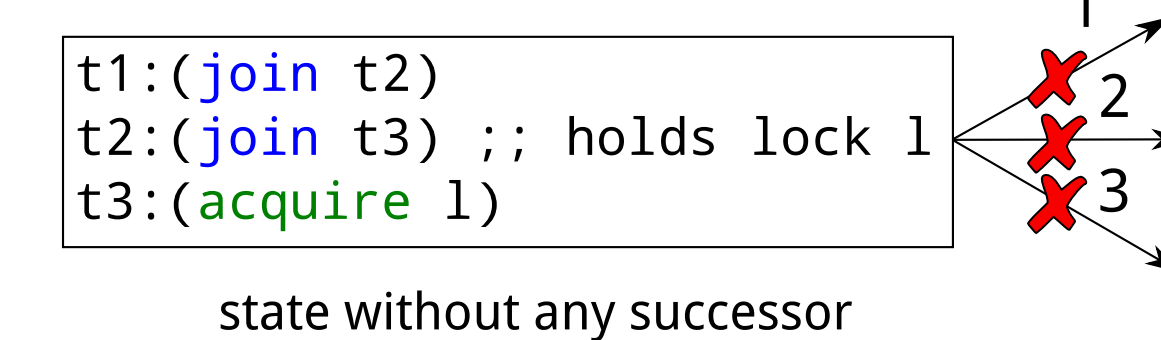 t1:(join t2)
t2:(join t3) ;; holds lock l
t3:(acquire l)
2
3
state without any successor